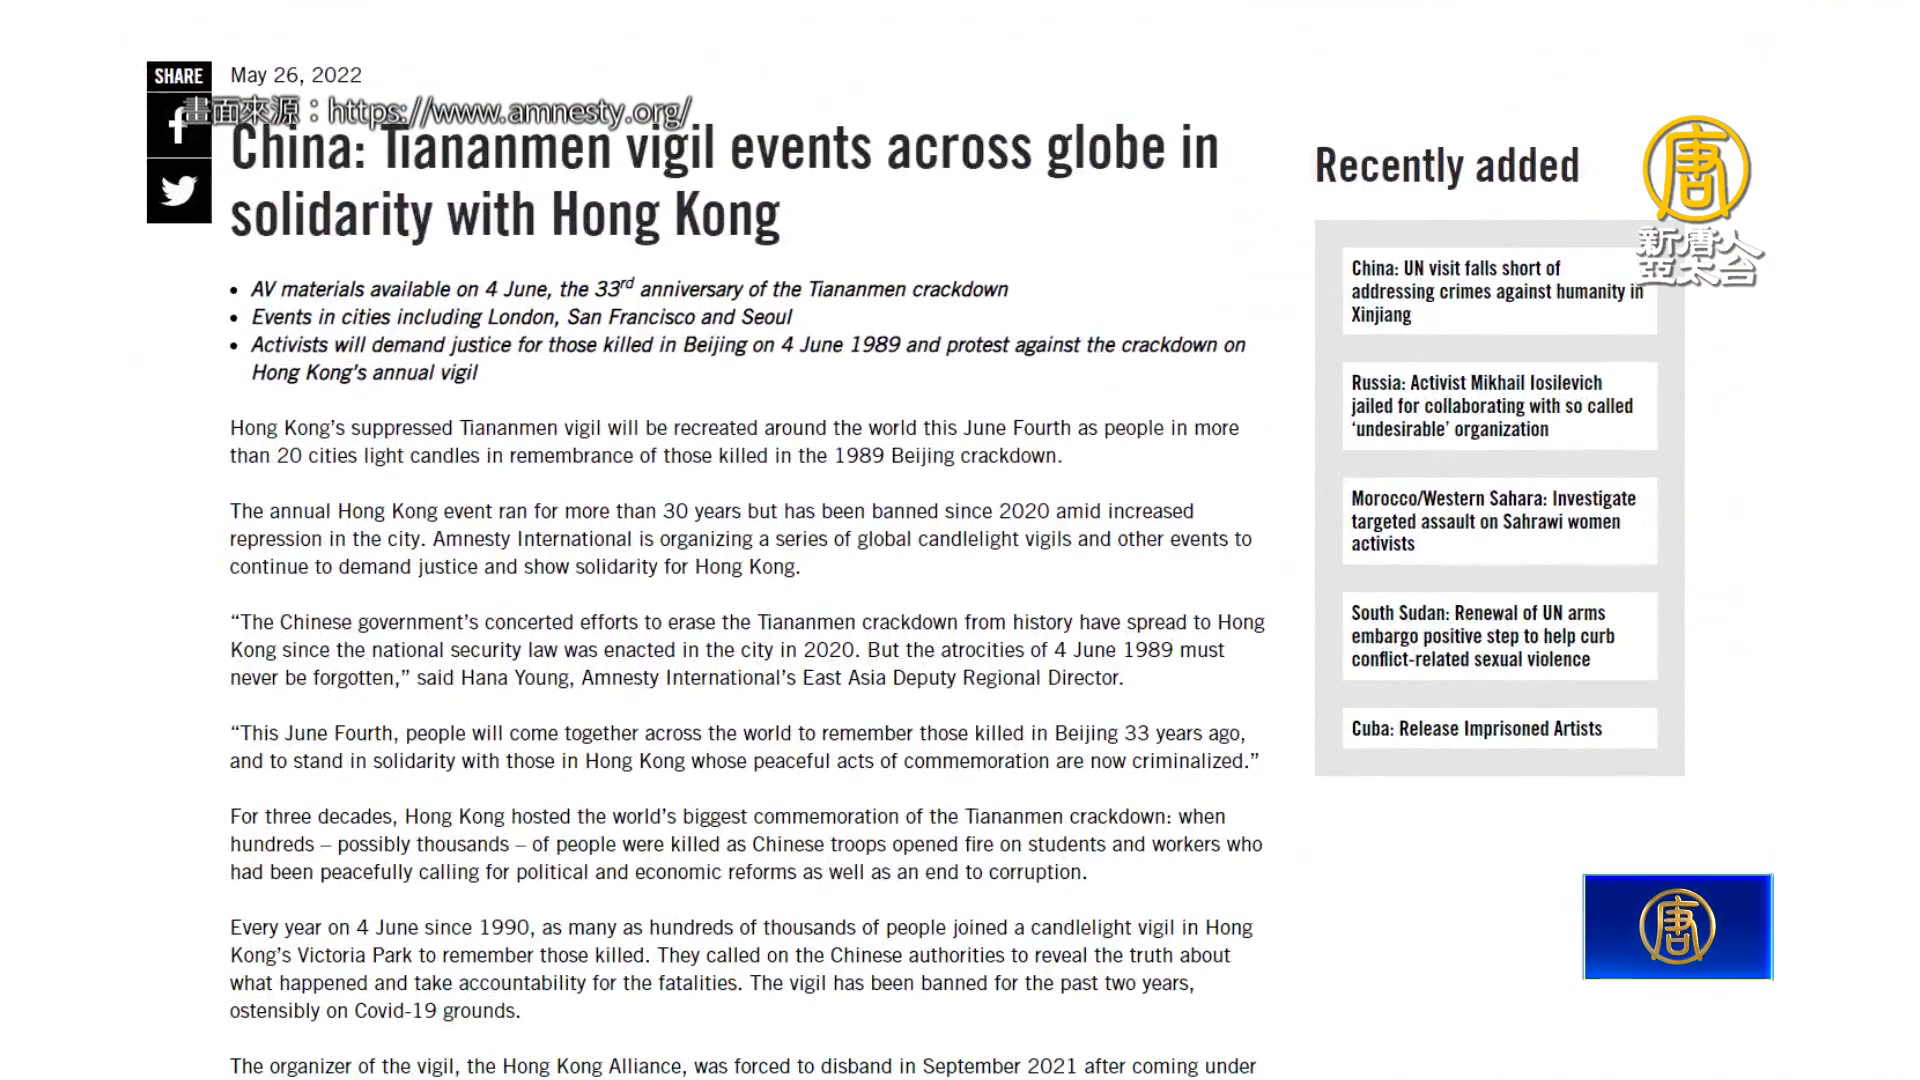 SHARE
May 26, 2022
畫面來源：https://www.amnesty.org/
China: Tiananmen vigil events across globe in
solidarity with Hong Kong
• AV materials available on 4 June, the 33rd anniversary of the Tiananmen crackdown
• Events in cities including London, San Francisco and Seoul
• Activists will demand justice for those killed in Beijing on 4 June 1989 and protest against the crackdown on
Hong Kong’s annual vigil
Hong Kong’s suppressed Tiananmen vigil will be recreated around the world this June Fourth as people in more
than 20 cities light candles in remembrance of those killed in the 1989 Beijing crackdown.
The annual Hong Kong event ran for more than 30 years but has been banned since 2020 amid increased
repression in the city. Amnesty International is organizing a series of global candlelight vigils and other events to
continue to demand justice and show solidarity for Hong Kong.
“The Chinese government’s concerted efforts to erase the Tiananmen crackdown from history have spread to Hong
Kong since the national security law was enacted in the city in 2020. But the atrocities of 4 June 1989 must
never be forgotten,” said Hana Young, Amnesty International’s East Asia Deputy Regional Director.
“This June Fourth, people will come together across the world to remember those killed in Beijing 33 years ago,
and to stand in solidarity with those in Hong Kong whose peaceful acts of commemoration are now criminalized.”
For three decades, Hong Kong hosted the world’s biggest commemoration of the Tiananmen crackdown: when
hundreds – possibly thousands – of people were killed as Chinese troops opened fire on students and workers who
had been peacefully calling for political and economic reforms as well as an end to corruption.
Every year on 4 June since 1990, as many as hundreds of thousands of people joined a candlelight vigil in Hong
Kong’s Victoria Park to remember those killed. They called on the Chinese authorities to reveal the truth about
what happened and take accountability for the fatalities. The vigil has been banned for the past two years,
ostensibly on Covid-19 grounds.
The organizer of the vigil, the Hong Kong Alliance, was forced to disband in September 2021 after coming under
Recently added
China: UN visit falls short of
addressing crimes against humanity in
Xinjiang
Russia: Activist Mikhail Iosilevich
jailed for collaborating with so called
‘undesirable’ organization
Morocco/Western Sahara: Investigate
targeted assault on Sahrawi women
activists
South Sudan: Renewal of UN arms
embargo positive step to help curb
conflict-related sexual violence
Cuba: Release Imprisoned Artists
唐
新唐人
亞太台
唐